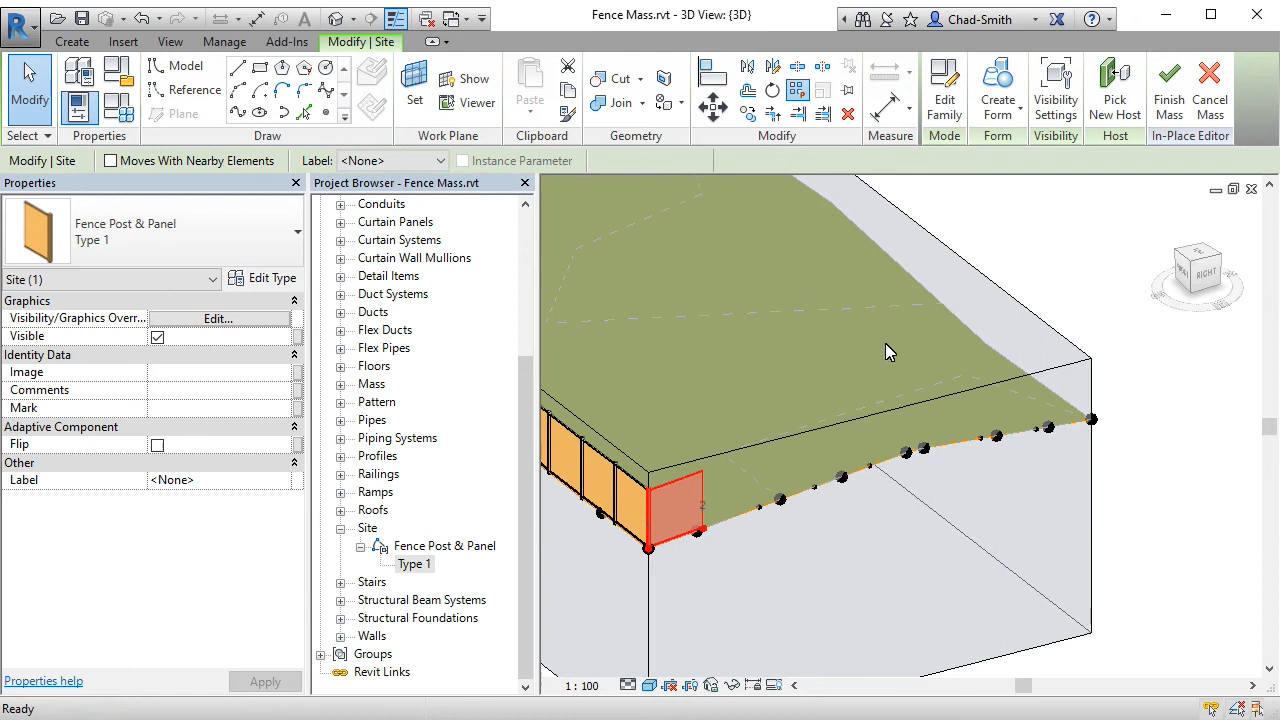 Fence Mass.rvt - 3D View: {3D}
Chad-Smith
Create
Insert
View
Manage
Add-Ins
Modify | Site
Modify
Model
Reference
Plane
Set
Show
Viewer
Paste
Cut
Join
Edit Family
Create Form
Visibility Settings
Pick New Host
Finish Mass
Cancel Mass
Select
Properties
Draw
Work Plane
Clipboard
Geometry
Modify
Measure
Mode
Form
Visibility
Host
In-Place Editor
Modify | Site
Moves With Nearby Elements
Label:
<None>
Instance Parameter
Properties
Fence Post & Panel
Type 1
Site (1)
Edit Type
Graphics
Visibility/Graphics Overr...
Edit...
Visible
Identity Data
Image
Comments
Mark
Adaptive Component
Flip
Other
Label
<None>
Properties help
Apply
Project Browser - Fence Mass.rvt
Conduits
Curtain Panels
Curtain Systems
Curtain Wall Mullions
Detail Items
Duct Systems
Ducts
Flex Ducts
Flex Pipes
Floors
Mass
Pattern
Pipes
Piping Systems
Profiles
Railings
Ramps
Roofs
Site
Fence Post & Panel
Type 1
Stairs
Structural Beam Systems
Structural Foundations
Walls
Groups
Revit Links
2
RIGHT
1 : 100
Ready